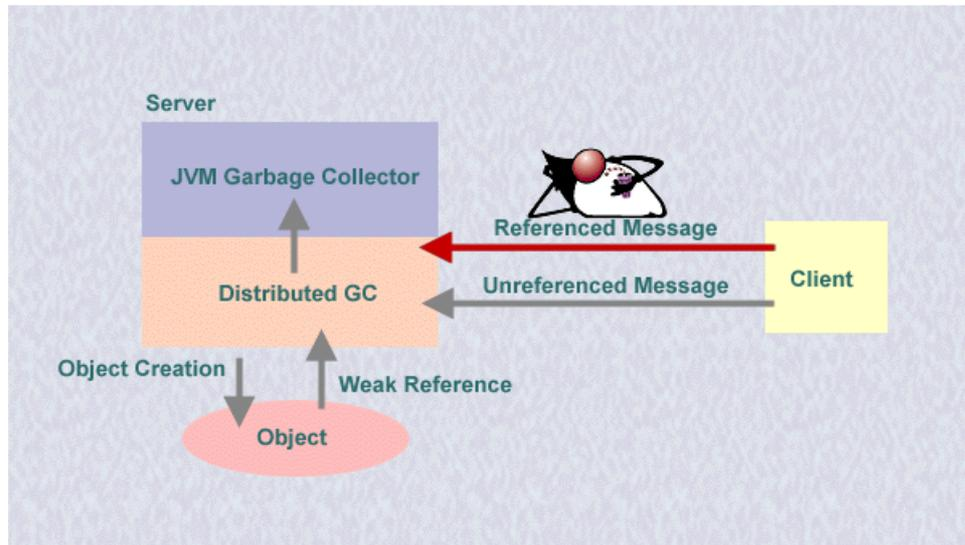 Server
JVM Garbage Collector
Referenced Message
Distributed GC
Unreferenced Message
Client
Object Creation
Weak Reference
Object